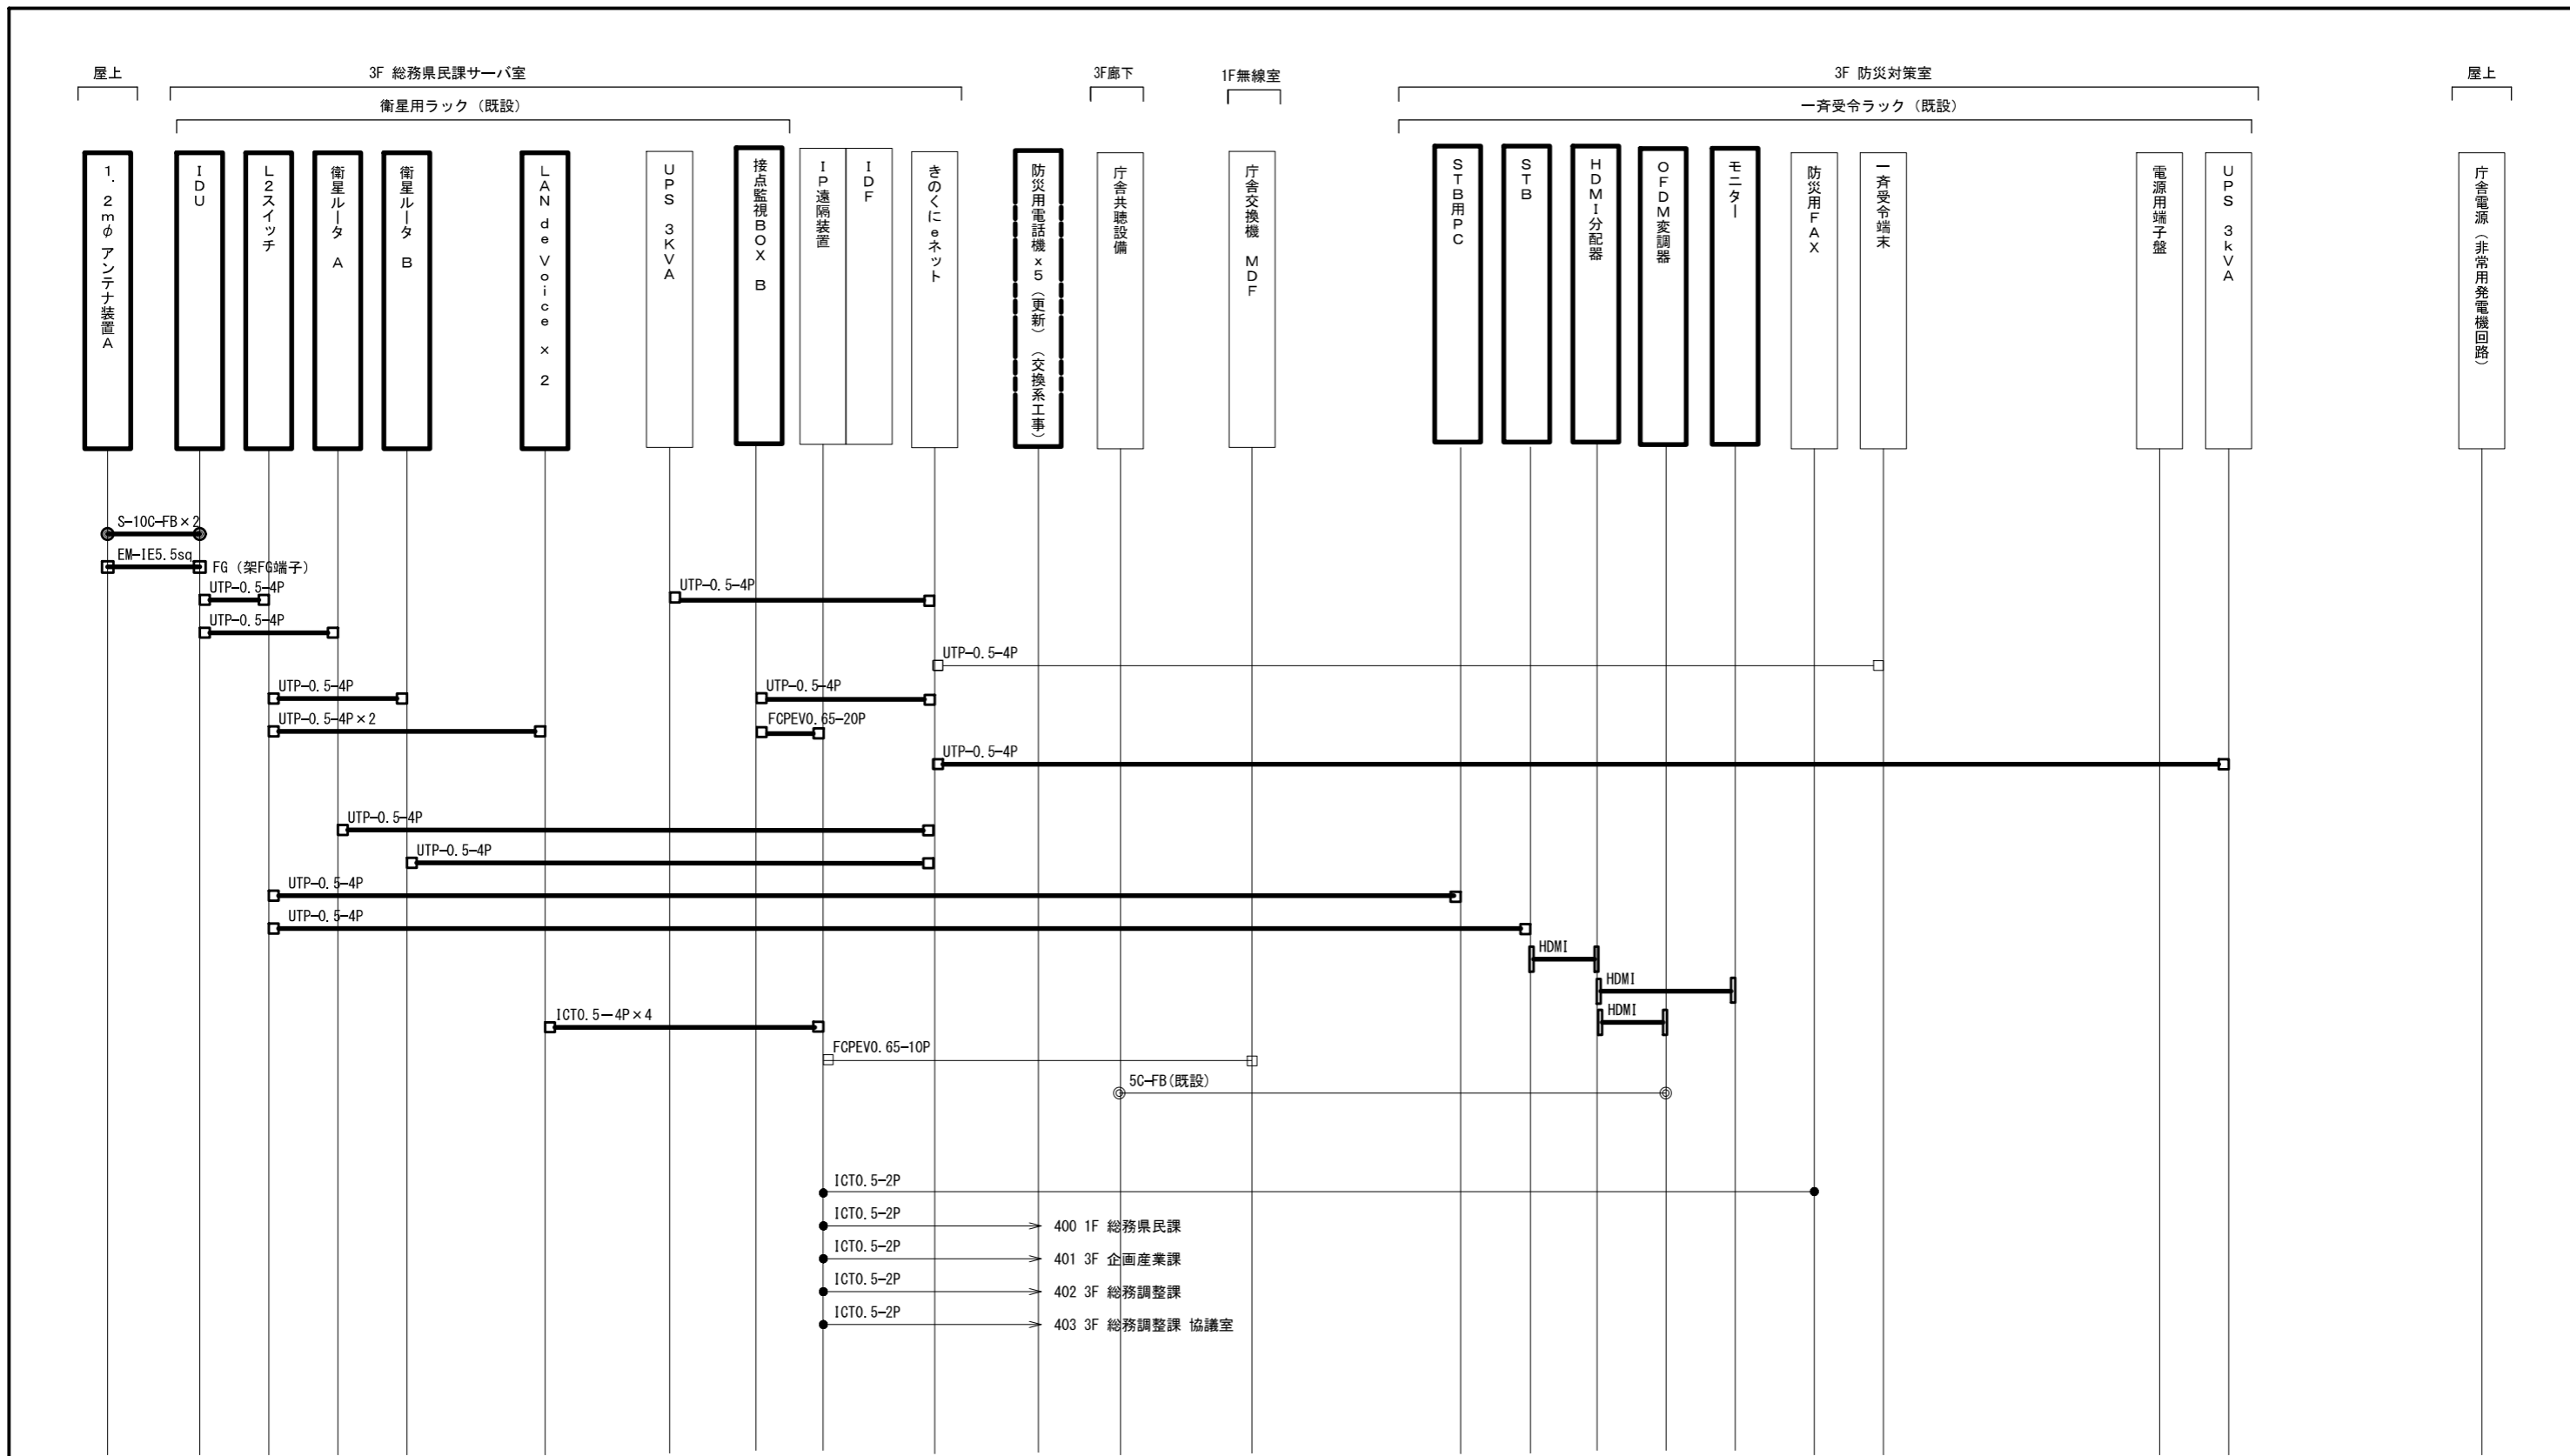 屋上
3F 総務県民課サーバ室
3F廊下
1F無線室
3F 防災対策室
屋上
衛星用ラック（既設）
一斉受令ラック（既設）
1．2mφ アンテナ装置A
IDU
L2スイッチ
衛星ルータ A
衛星ルータ B
LAN de Voice × 2
UPS 3KVA
接点監視BOX B
IP遠隔装置
IDF
きのくにeネット
防災用電話機×5（更新）（交換系工事）
庁舎共聴設備
庁舎交換機 MDF
STB用PC
STB
HDMI分配器
OFDM変調器
モニター
防災用FAX
一斉受令端末
電源用端子盤
UPS 3kVA
庁舎電源（非常用発電機回路）
S-10C-FB×2
EM-IE5.5sq
FG（架FG端子）
UTP-0.5-4P
UTP-0.5-4P
UTP-0.5-4P
UTP-0.5-4P
UTP-0.5-4P
UTP-0.5-4P
UTP-0.5-4P×2
FCPEV0.65-20P
UTP-0.5-4P
UTP-0.5-4P
UTP-0.5-4P
UTP-0.5-4P
UTP-0.5-4P
HDMI
HDMI
ICT0.5-4P×4
HDMI
FCPEV0.65-10P
5C-FB(既設)
ICT0.5-2P
ICT0.5-2P
400 1F 総務県民課
ICT0.5-2P
401 3F 企画産業課
ICT0.5-2P
402 3F 総務調整課
ICT0.5-2P
403 3F 総務調整課 協議室